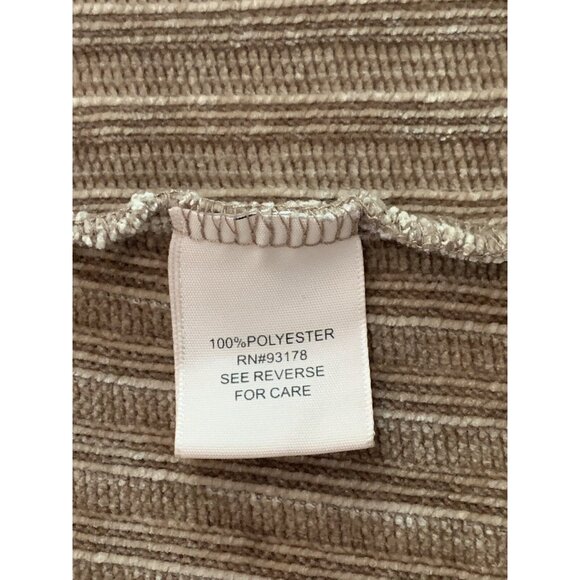 100%POLYESTER
RN#93178
SEE REVERSE
FOR CARE